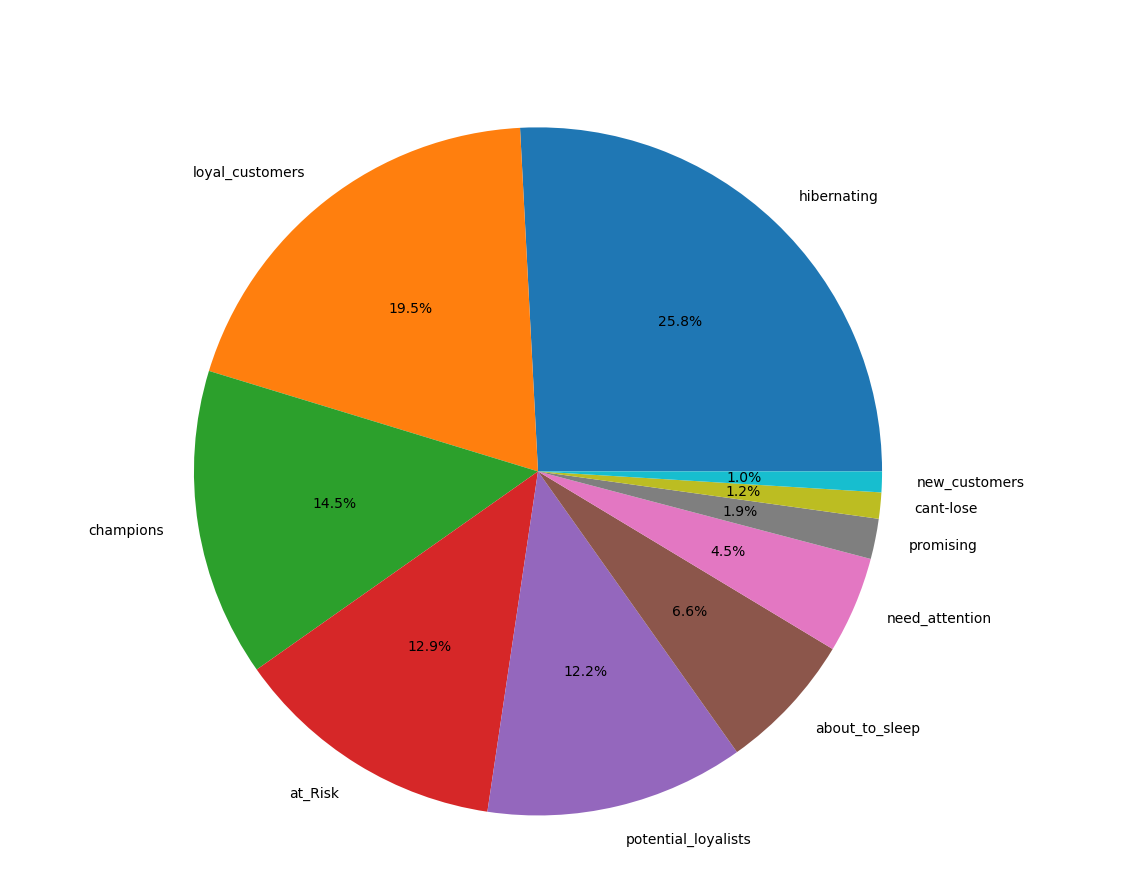 loyal_customers
hibernating
19.5%
25.8%
1.0%
new_customers
1.2%
cant-lose
14.5%
1.9%
champions
promising
4.5%
6.6%
need_attention
12.9%
12.2%
about_to_sleep
at_Risk
potential_loyalists